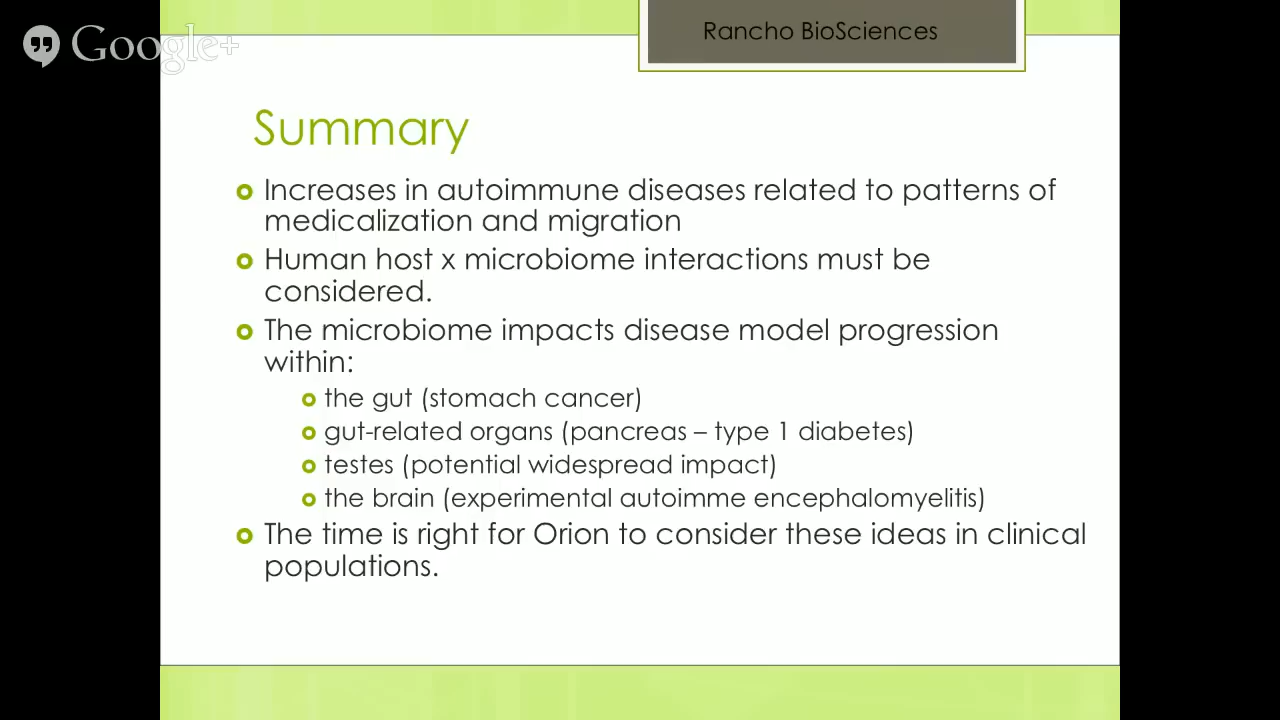 Google+
Rancho BioSciences
Summary
Increases in autoimmune diseases related to patterns of
medicalization and migration
Human host x microbiome interactions must be
considered.
The microbiome impacts disease model progression
within:
the gut (stomach cancer)
gut-related organs (pancreas – type 1 diabetes)
testes (potential widespread impact)
the brain (experimental autoimme encephalomyelitis)
The time is right for Orion to consider these ideas in clinical
populations.